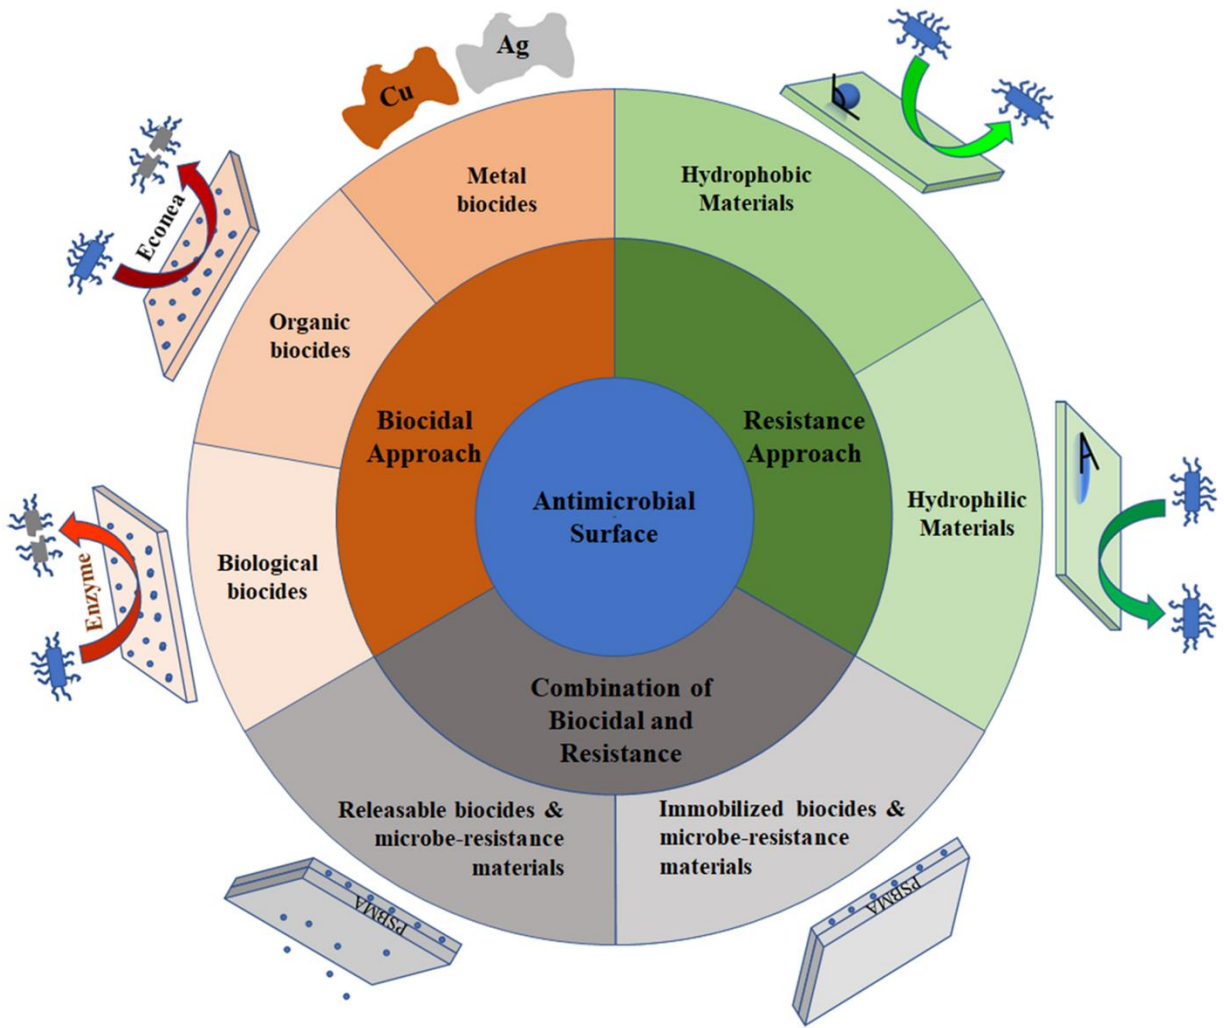 Ag
Cu
Metal
biocides
Hydrophobic
Materials
Econea
Organic
biocides
Biocidal
Approach
Resistance
Approach
Antimicrobial
Surface
Hydrophilic
Materials
Biological
biocides
Enzyme
Combination of
Biocidal and
Resistance
Releasable biocides &
microbe-resistance
materials
Immobilized biocides &
microbe-resistance
materials
PSBMA
PSBMA